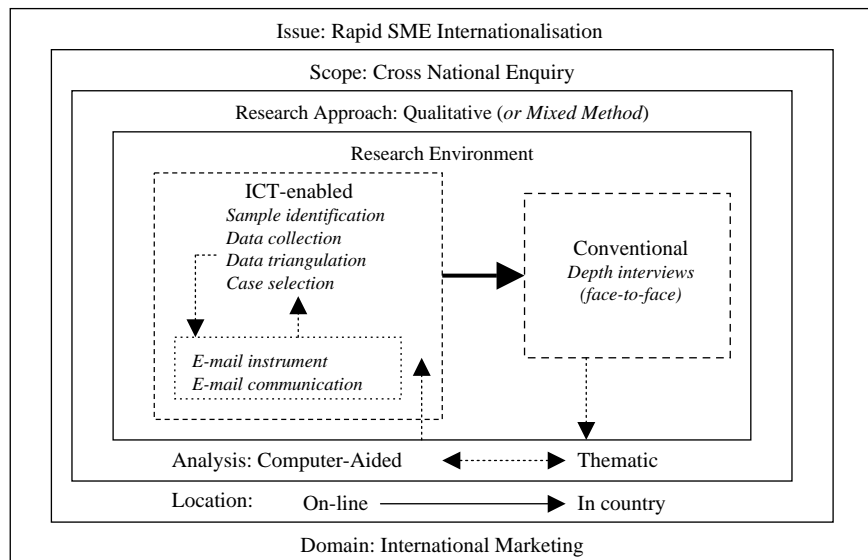 Issue: Rapid SME Internationalisation
Scope: Cross National Enquiry
Research Approach: Qualitative (or Mixed Method)
Research Environment
ICT-enabled
Sample identification
Data collection
Data triangulation
Case selection
E-mail instrument
E-mail communication
Conventional
Depth interviews
(face-to-face)
Analysis: Computer-Aided
Thematic
Location:
On-line
In country
Domain: International Marketing